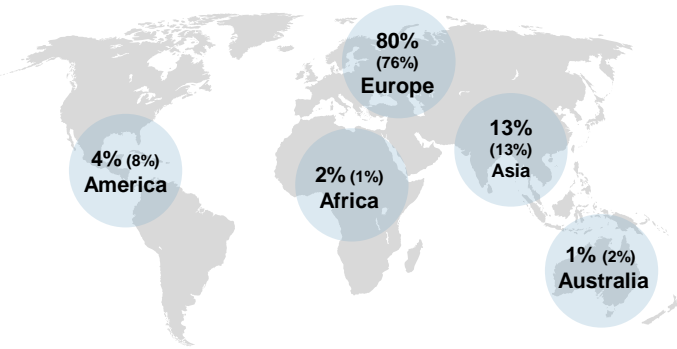 80%
(76%)
Europe
13%
(13%)
Asia
4% (8%)
America
2% (1%)
Africa
1% (2%)
Australia